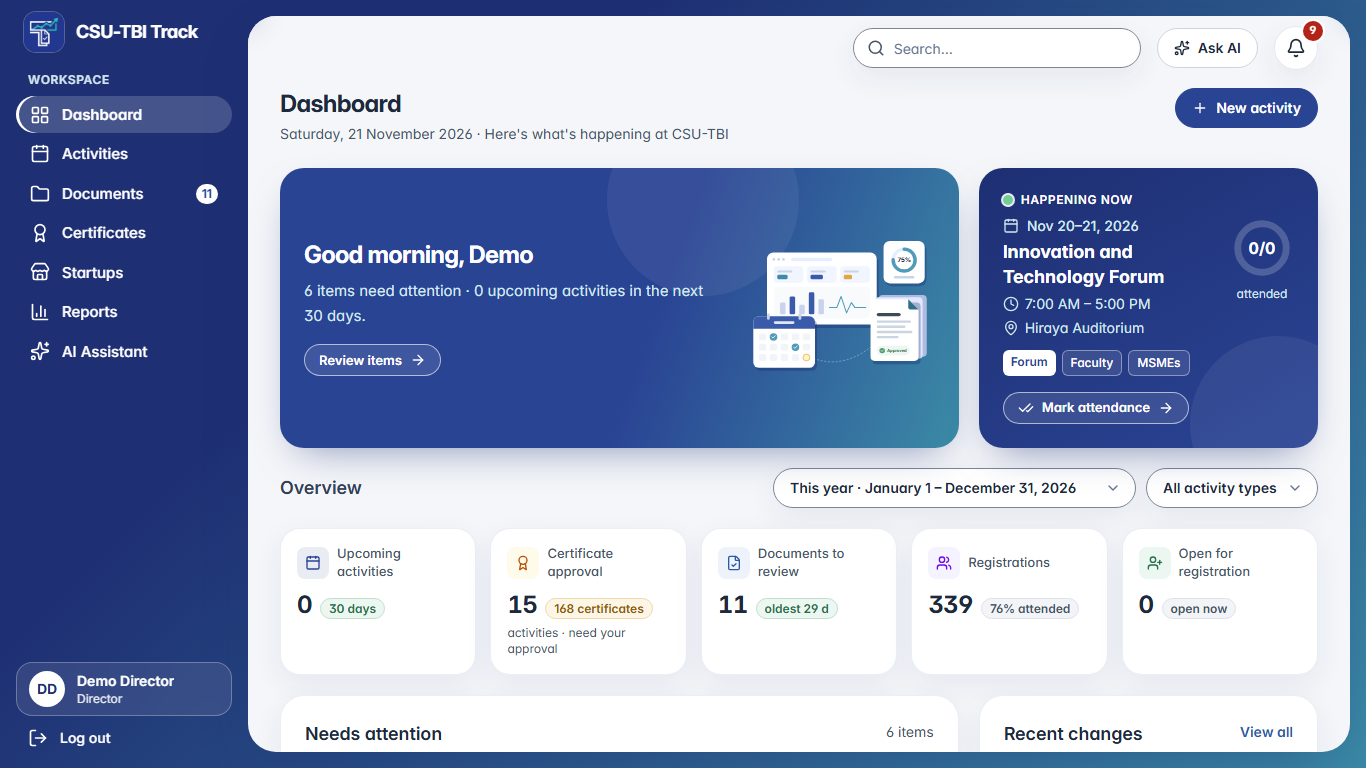 CSU-TBI Track
WORKSPACE
Dashboard
Activities
Documents 11
Certificates
Startups
Reports
AI Assistant
DD
Demo Director
Director
Log out
Search...
Ask AI
9
Dashboard
Saturday, 21 November 2026 · Here's what's happening at CSU-TBI
+ New activity
Good morning, Demo
6 items need attention · 0 upcoming activities in the next
30 days.
Review items
75%
Approved
HAPPENING NOW
Nov 20–21, 2026
Innovation and
Technology Forum
7:00 AM – 5:00 PM
Hiraya Auditorium
Forum Faculty MSMEs
Mark attendance
0/0
attended
Overview
This year · January 1 – December 31, 2026
All activity types
Upcoming
activities
0 30 days
Certificate
approval
15 168 certificates
activities · need your
approval
Documents to
review
11 oldest 29 d
Registrations
339 76% attended
Open for
registration
0 open now
Needs attention
6 items
Recent changes
View all